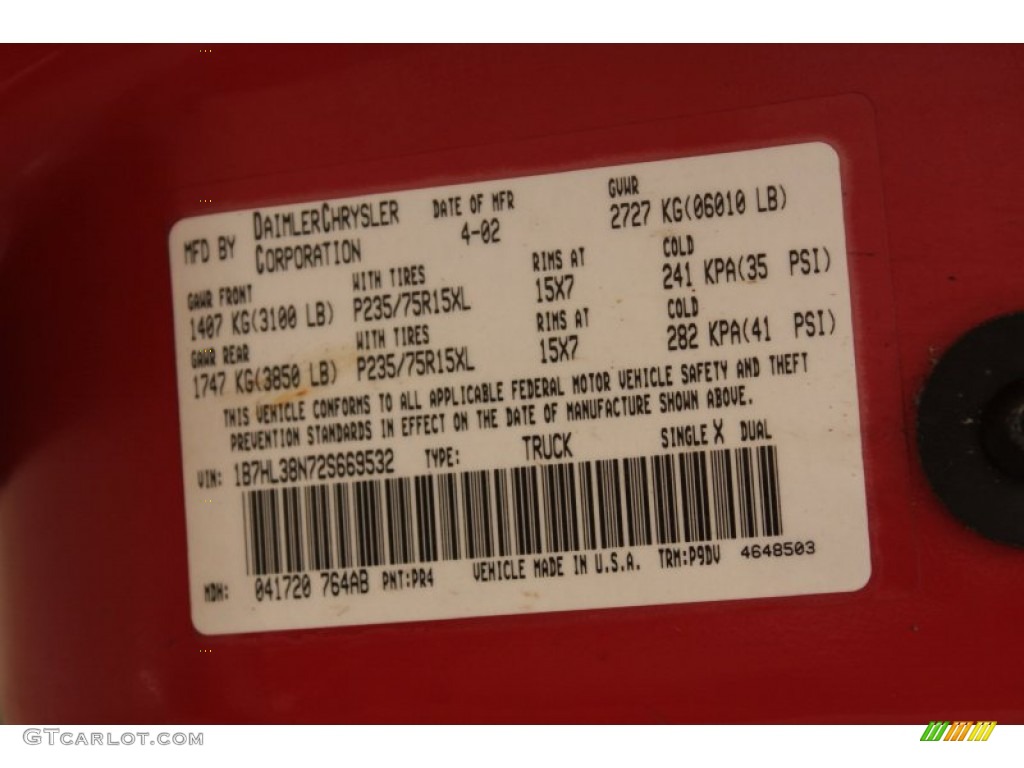 MFD BY DAIMLERCHRYSLER CORPORATION DATE OF MFR 4-02 GVWR 2727 KG(06010 LB)
GAWR FRONT WITH TIRES RIMS AT COLD
1407 KG(3100 LB) P235/75R15XL 15X7 241 KPA(35 PSI)
GAWR REAR WITH TIRES RIMS AT COLD
1747 KG(3850 LB) P235/75R15XL 15X7 282 KPA(41 PSI)
THIS VEHICLE CONFORMS TO ALL APPLICABLE FEDERAL MOTOR VEHICLE SAFETY AND THEFT
PREVENTION STANDARDS IN EFFECT ON THE DATE OF MANUFACTURE SHOWN ABOVE.
VIN: 1B7HL38N72S669532 TYPE: TRUCK SINGLE X DUAL
MDH: 041720 764AB PNT:PR4 VEHICLE MADE IN U.S.A. TRM:P9DV 4648503
GTCARLOT.COM